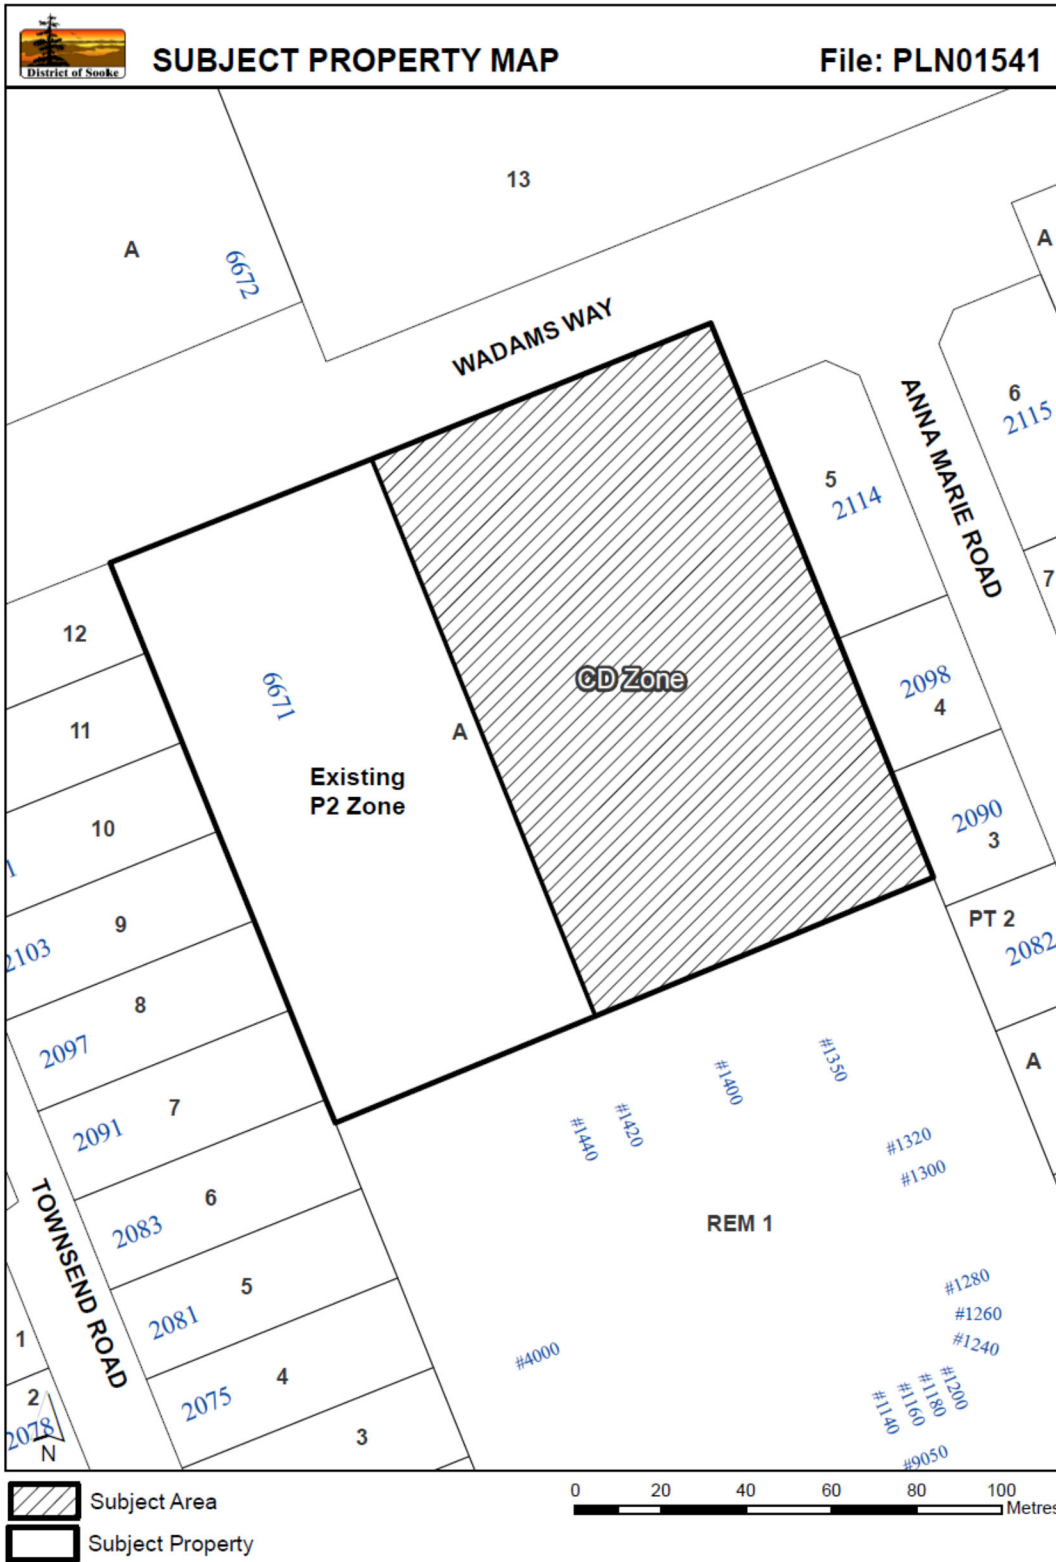 District of Sooke
SUBJECT PROPERTY MAP
File: PLN01541
13
A
6672
A
WADAMS WAY
ANNA MARIE ROAD
6
2115
5
2114
7
12
6671
CD Zone
2098
4
11
A
Existing
P2 Zone
10
2090
3
1
9
2103
PT 2
2082
8
2097
#1350
A
#1400
7
2091
#1440
#1420
#1320
#1300
6
2083
REM 1
TOWNSEND ROAD
5
2081
#1280
#1260
#1240
1
#4000
4
2075
#1200
#1180
#1160
#1140
2
2078
3
N
#9050
Subject Area
Subject Property
0 20 40 60 80 100
Metres